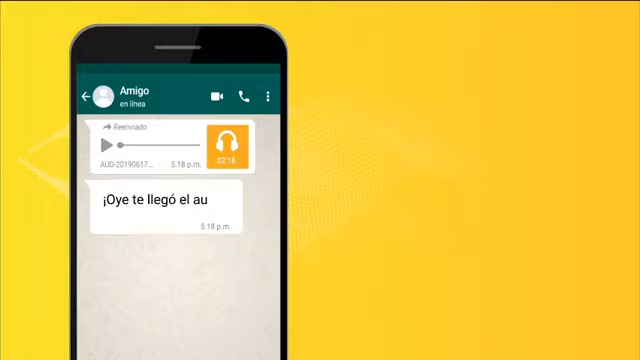 Amigo
en línea
Reenviado
02:18
AUD-20190617...
5:18 p.m.
¡Oye te llegó el au
5:18 p.m.